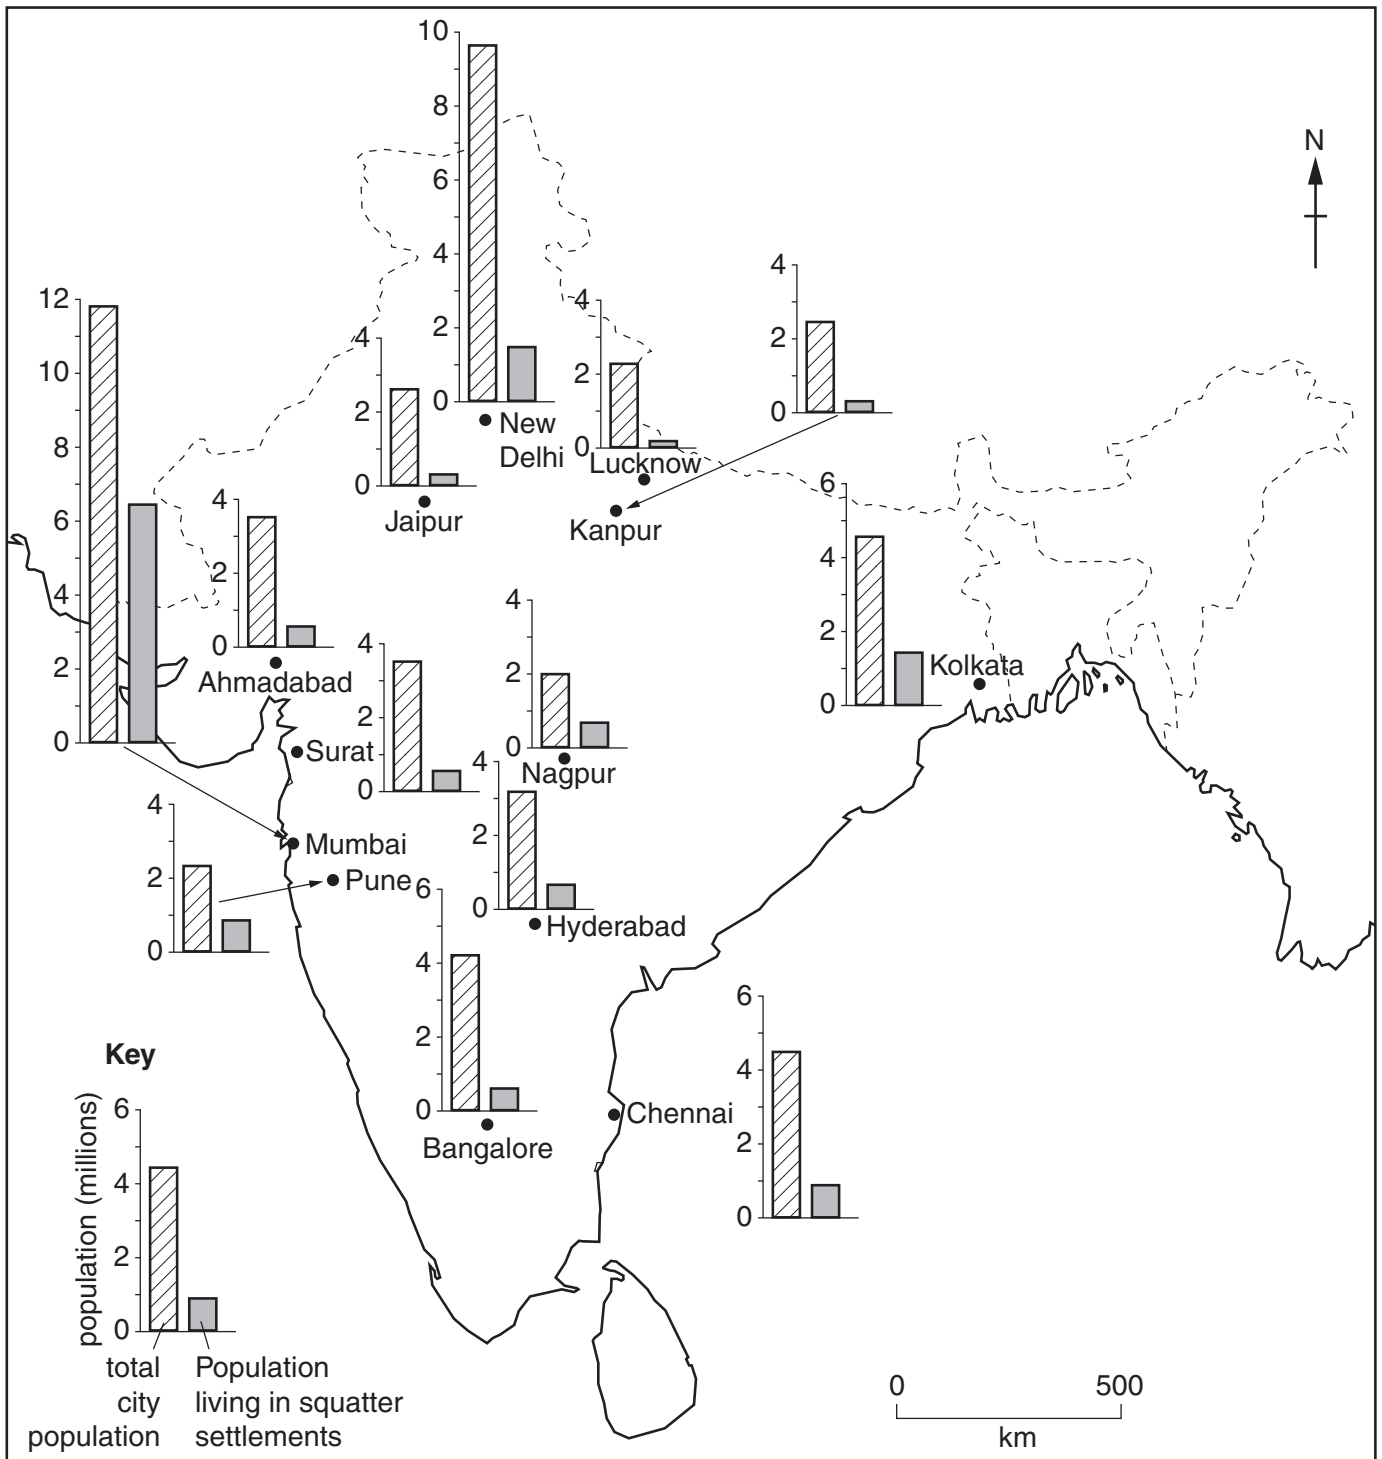 10
8
6
4
2
0
New
Delhi
N
4
2
0
Kanpur
4
2
0
Lucknow
4
2
0
Jaipur
12
10
8
6
4
2
0
Mumbai
4
2
0
Ahmadabad
6
4
2
0
Kolkata
4
2
0
Surat
4
2
0
Nagpur
4
2
0
Hyderabad
4
2
0
Pune
6
4
2
0
Bangalore
6
4
2
0
Chennai
Key
population (millions)
6
4
2
0
total
city
population
Population
living in squatter
settlements
0 500
km